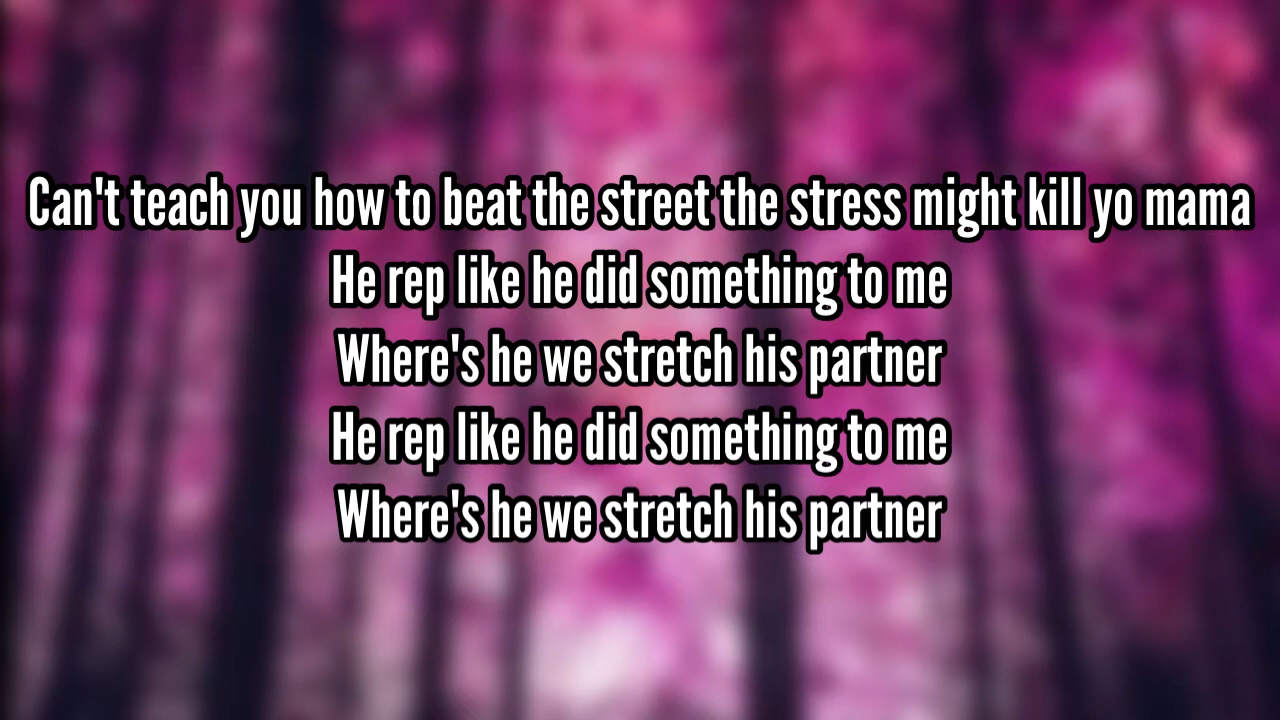 Can't teach you how to beat the street the stress might kill yo mama
He rep like he did something to me
Where's he we stretch his partner
He rep like he did something to me
Where's he we stretch his partner